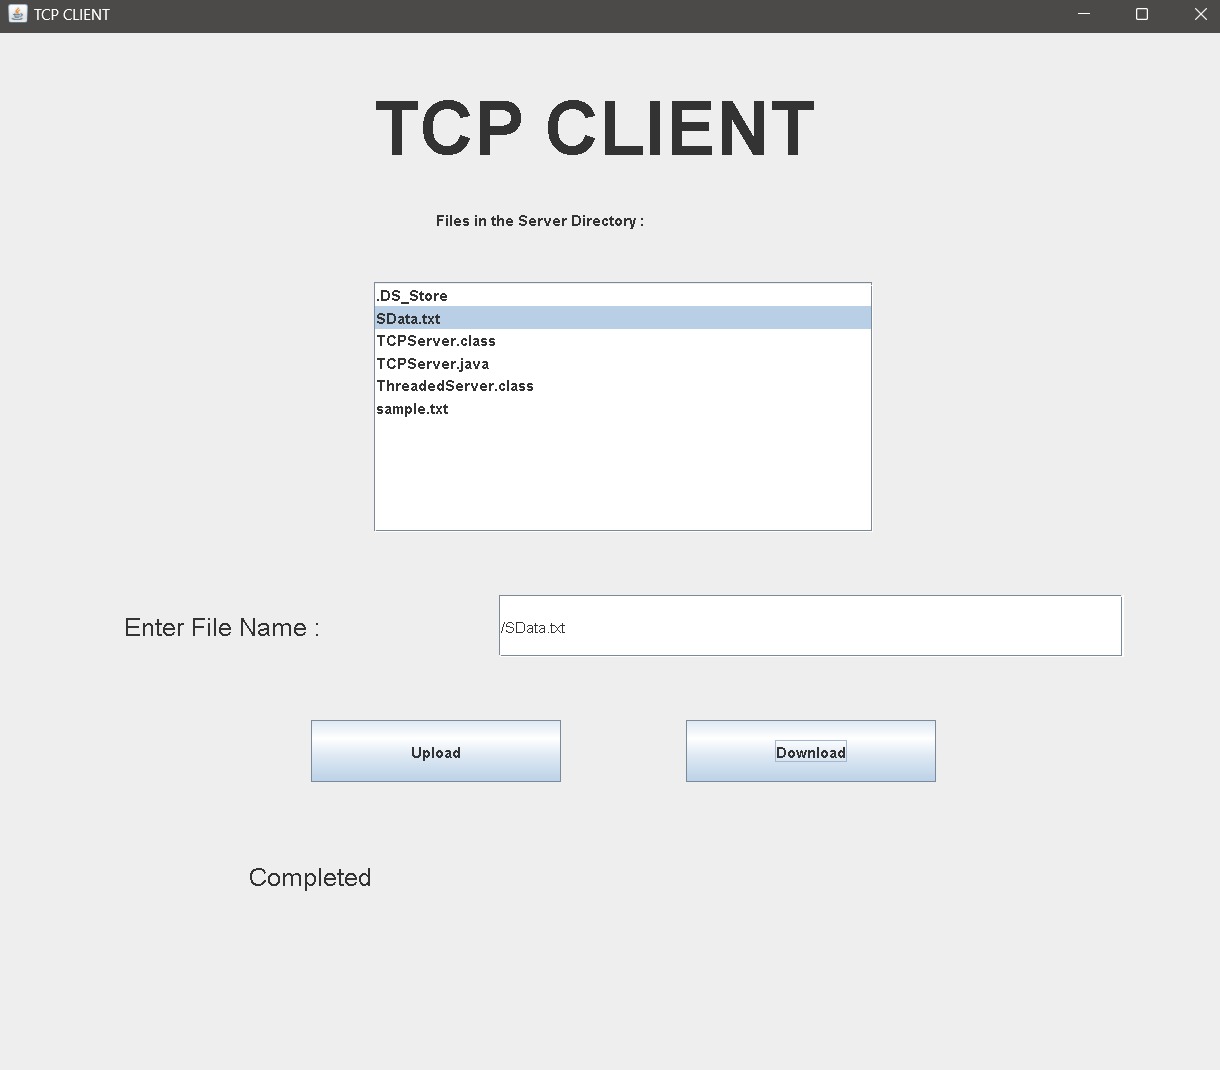 TCP CLIENT
TCP CLIENT
Files in the Server Directory :
.DS_Store
SData.txt
TCPServer.class
TCPServer.java
ThreadedServer.class
sample.txt
Enter File Name :
/SData.txt
Upload
Download
Completed